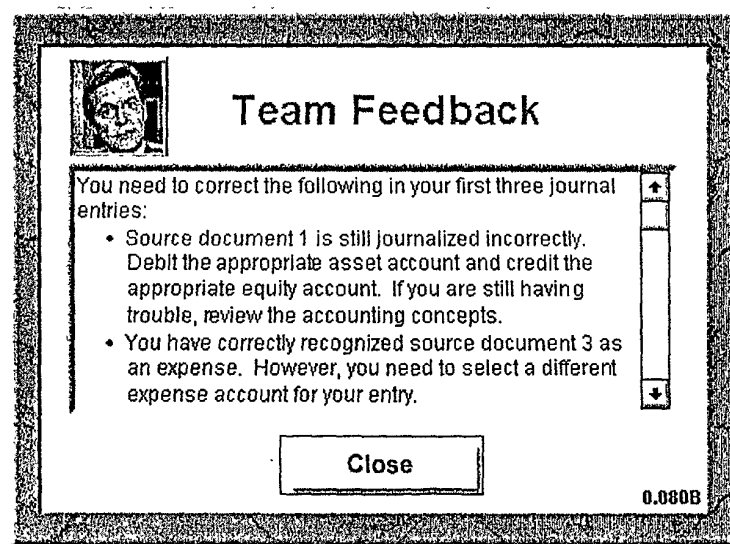 Team Feedback
You need to correct the following in your first three journal
entries:
• Source document 1 is still journalized incorrectly.
Debit the appropriate asset account and credit the
appropriate equity account. If you are still having
trouble, review the accounting concepts.
• You have correctly recognized source document 3 as
an expense. However, you need to select a different
expense account for your entry.
Close
0.080B